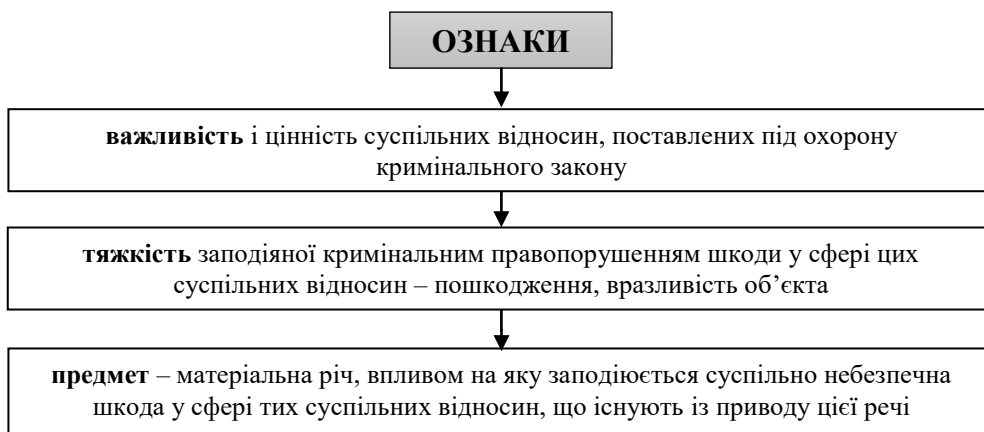 ОЗНАКИ
важливість і цінність суспільних відносин, поставлених під охорону
кримінального закону
тяжкість заподіяної кримінальним правопорушенням шкоди у сфері цих
суспільних відносин – пошкодження, вразливість об’єкта
предмет – матеріальна річ, впливом на яку заподіюється суспільно небезпечна
шкода у сфері тих суспільних відносин, що існують із приводу цієї речі